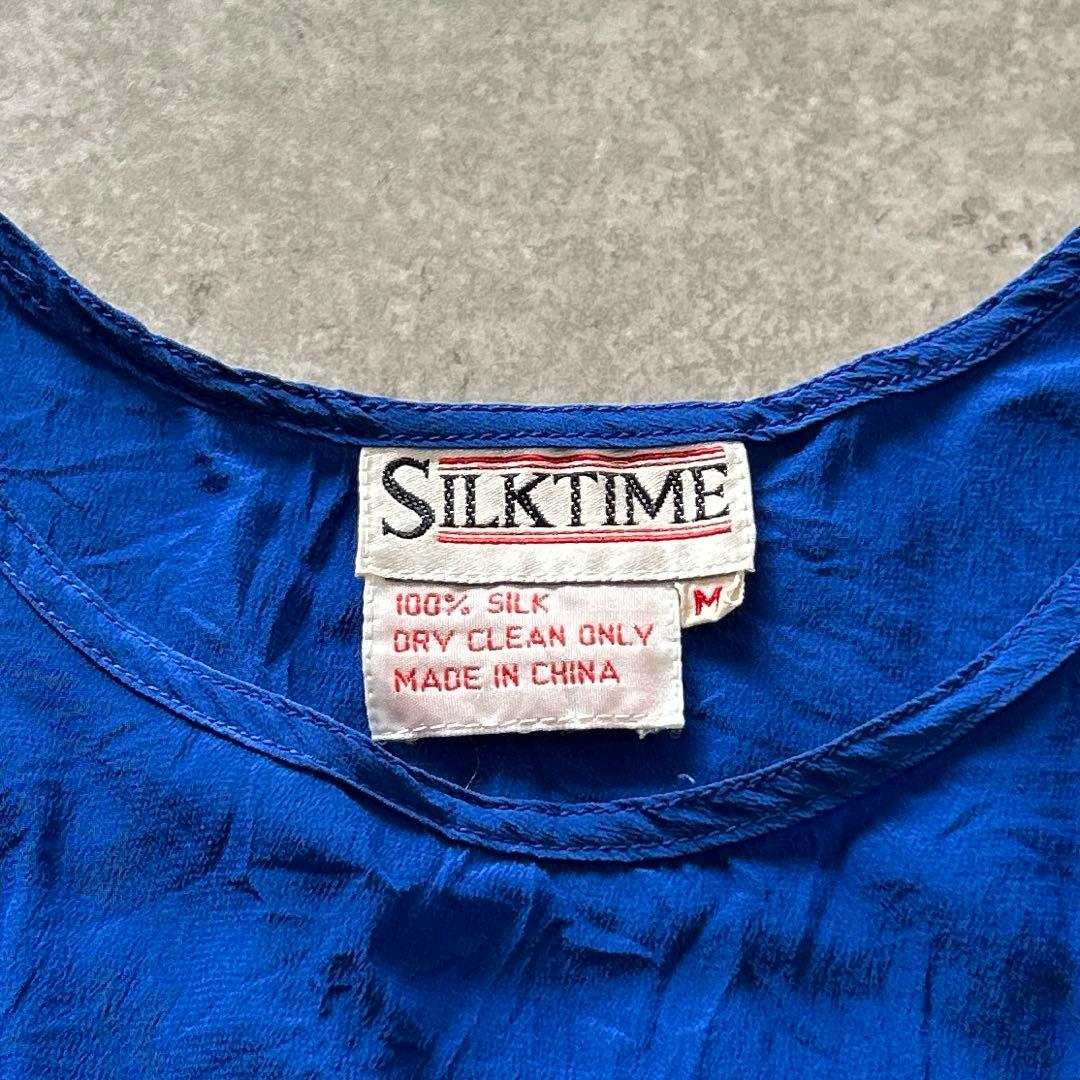 SILKTIME
100% SILK
M
DRY CLEAN ONLY
MADE IN CHINA